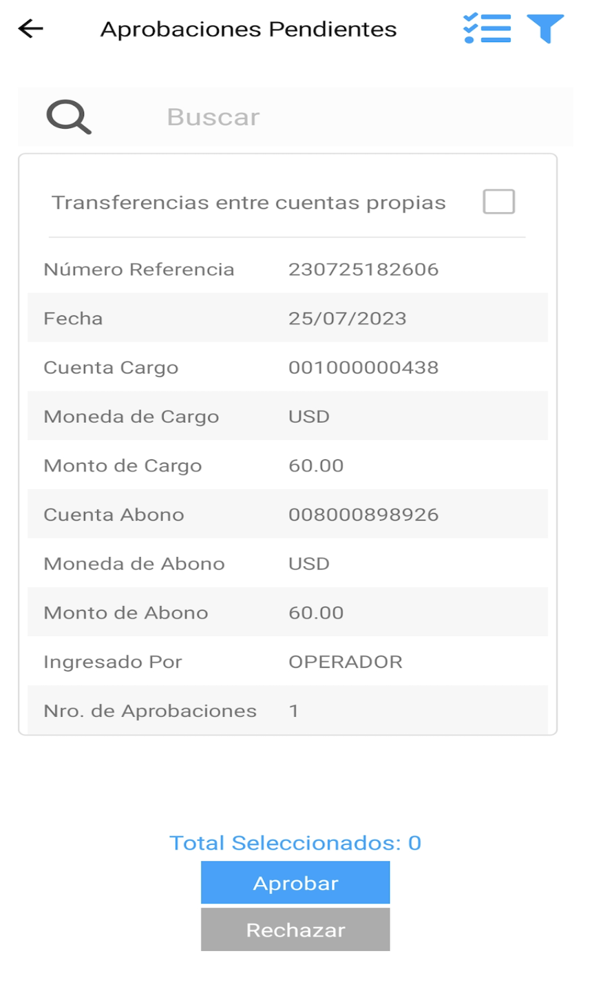 Aprobaciones Pendientes
Buscar
Transferencias entre cuentas propias
Número Referencia 230725182606
Fecha 25/07/2023
Cuenta Cargo 001000000438
Moneda de Cargo USD
Monto de Cargo 60.00
Cuenta Abono 008000898926
Moneda de Abono USD
Monto de Abono 60.00
Ingresado Por OPERADOR
Nro. de Aprobaciones 1
Total Seleccionados: 0
Aprobar
Rechazar